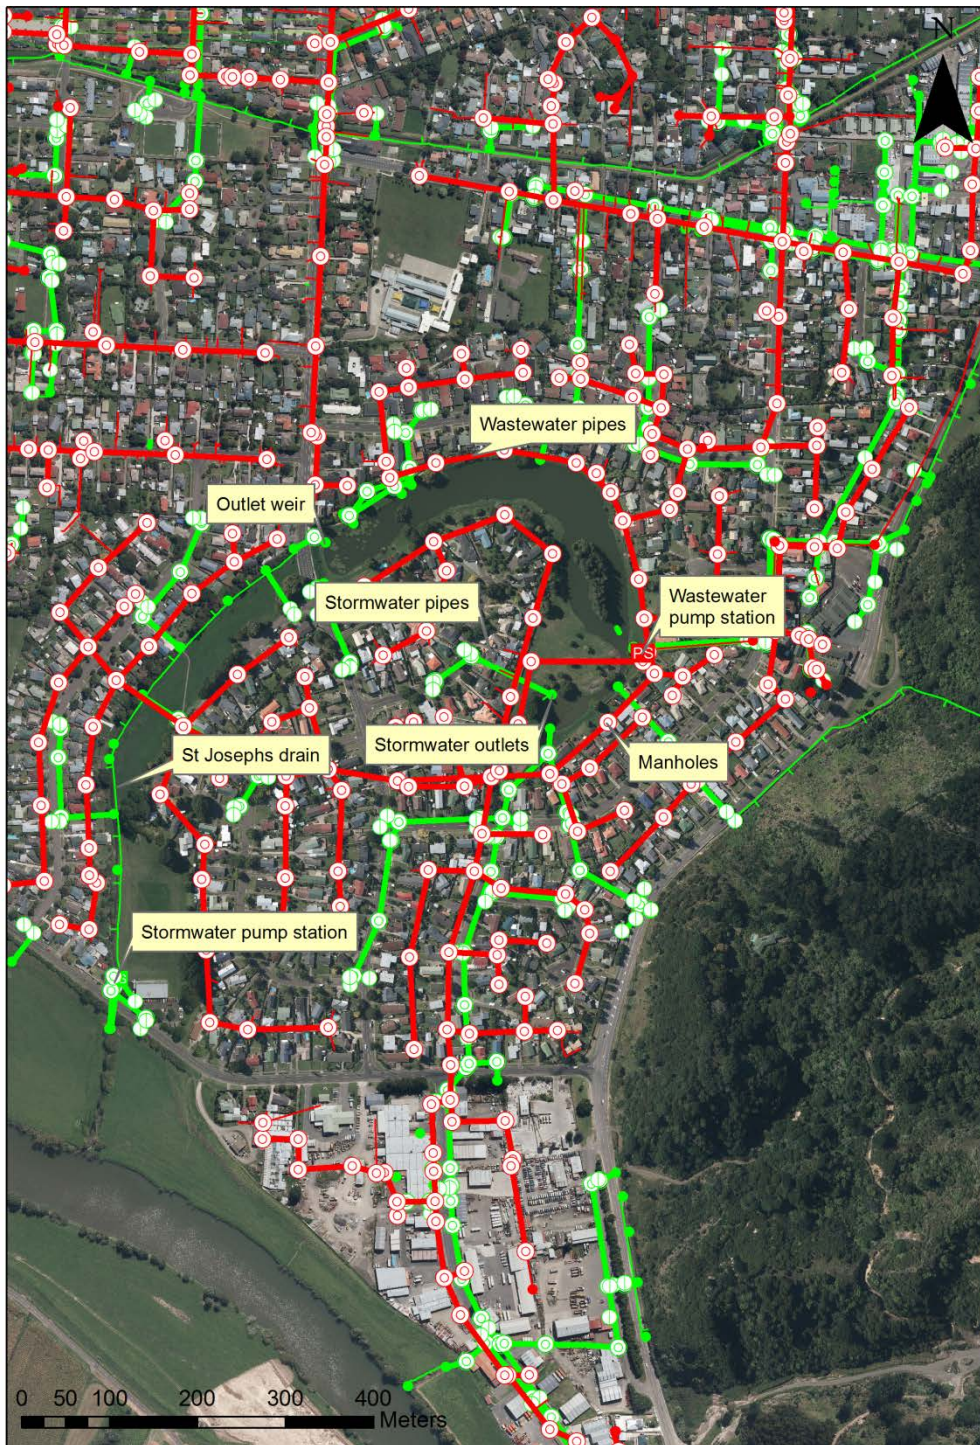 N
Wastewater pipes
Outlet weir
Stormwater pipes
Wastewater
pump station
PS
Stormwater outlets
St Josephs drain
Manholes
Stormwater pump station
0 50 100 200 300 400
Meters